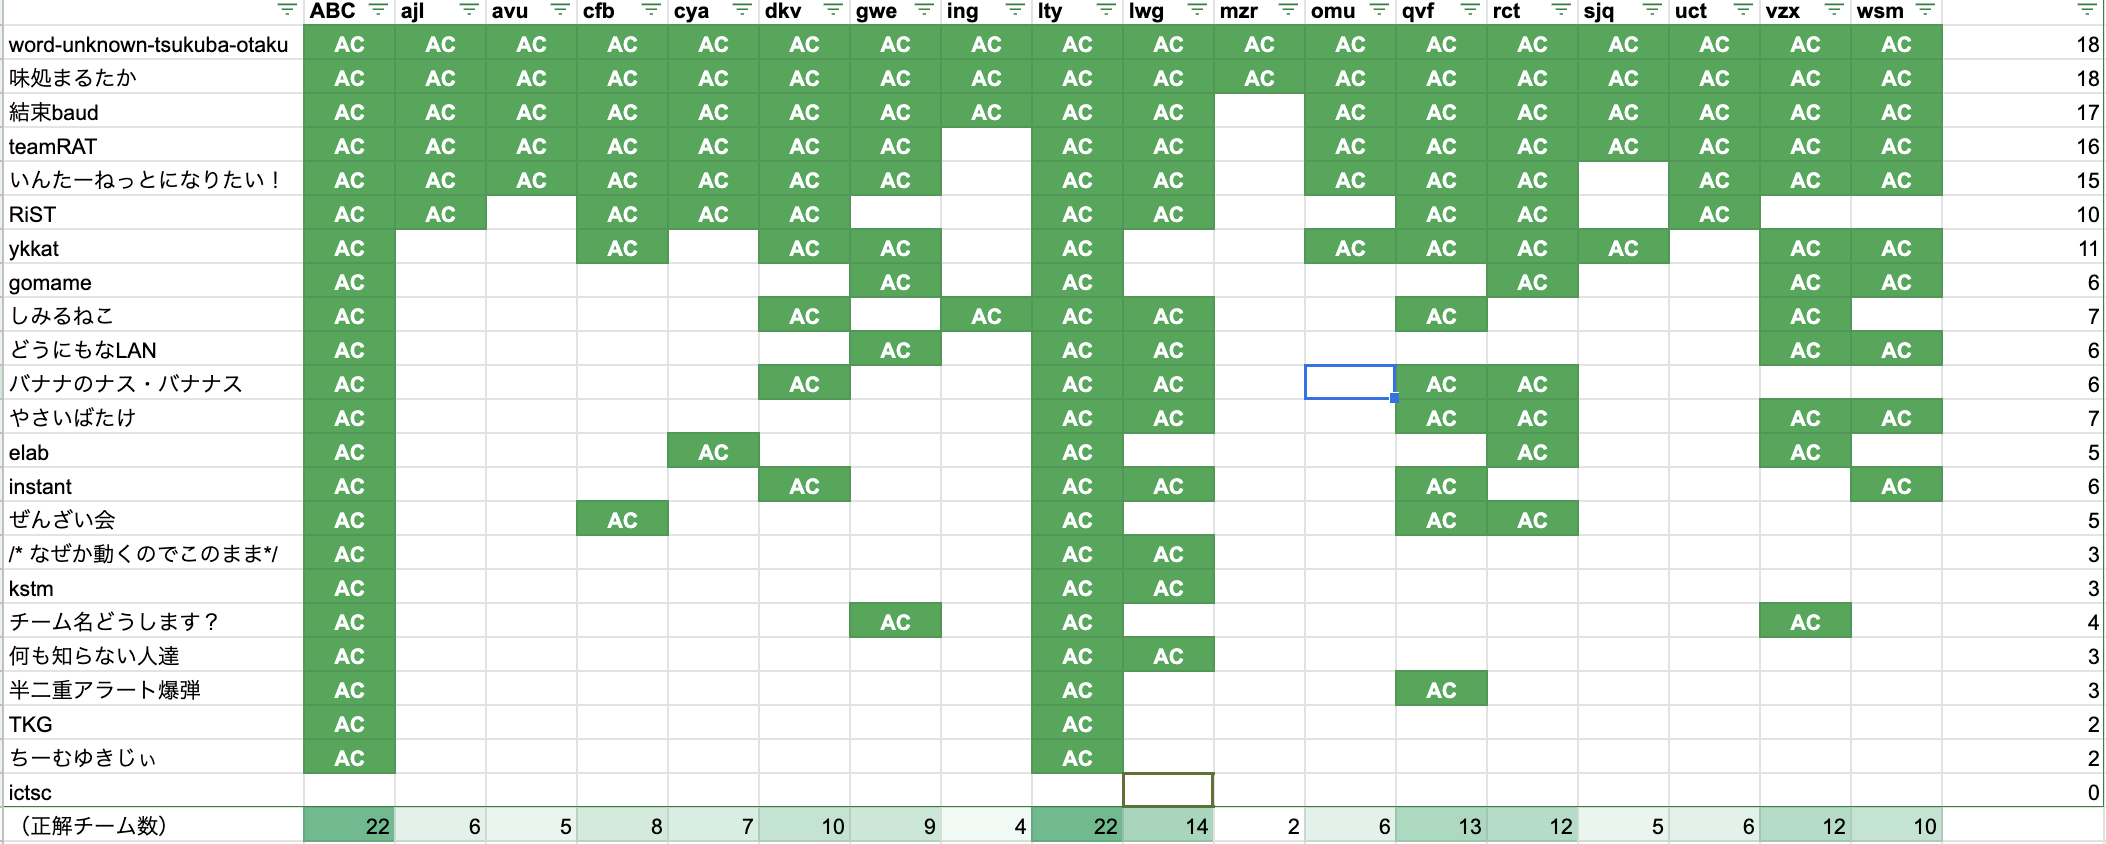 ABC ajl avu cfb cya dkv gwe ing lty lwg mzr omu qvf rct sjq uct vzx wsm
word-unknown-tsukuba-otaku AC AC AC AC AC AC AC AC AC AC AC AC AC AC AC AC AC AC 18
味処まるたか AC AC AC AC AC AC AC AC AC AC AC AC AC AC AC AC AC AC 18
結束baud AC AC AC AC AC AC AC AC AC AC AC AC AC AC AC AC AC 17
teamRAT AC AC AC AC AC AC AC AC AC AC AC AC AC AC AC AC 16
いんたーねっとになりたい！ AC AC AC AC AC AC AC AC AC AC AC AC AC AC AC 15
RiST AC AC AC AC AC AC AC AC AC AC 10
ykkat AC AC AC AC AC AC AC AC AC AC AC 11
gomame AC AC AC AC AC AC 6
しみるねこ AC AC AC AC AC AC AC 7
どうにもなLAN AC AC AC AC AC AC 6
バナナのナス・バナナス AC AC AC AC AC AC 6
やさいばたけ AC AC AC AC AC AC AC 7
elab AC AC AC AC AC 5
instant AC AC AC AC AC AC 6
ぜんざい会 AC AC AC AC AC 5
/* なぜか動くのでこのまま*/ AC AC AC 3
kstm AC AC AC 3
チーム名どうします？ AC AC AC AC 4
何も知らない人達 AC AC AC 3
半二重アラート爆弾 AC AC AC 3
TKG AC AC 2
ちーむゆきじぃ AC AC 2
ictsc 0
（正解チーム数） 22 6 5 8 7 10 9 4 22 14 2 6 13 12 5 6 12 10